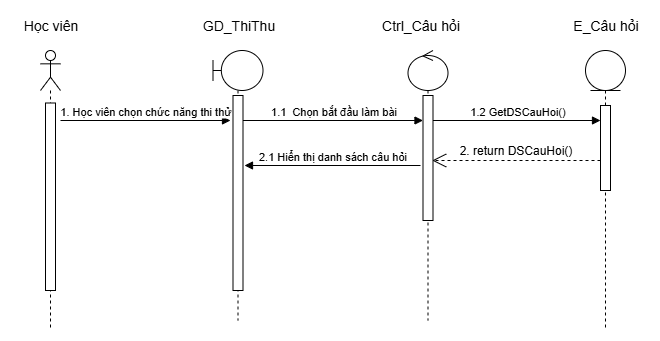 Học viên
GD_ThiThu
Ctrl_Câu hỏi
E_Câu hỏi
1. Học viên chọn chức năng thi thử
1.1 Chọn bắt đầu làm bài
1.2 GetDSCauHoi()
2.1 Hiển thị danh sách câu hỏi
2. return DSCauHoi()